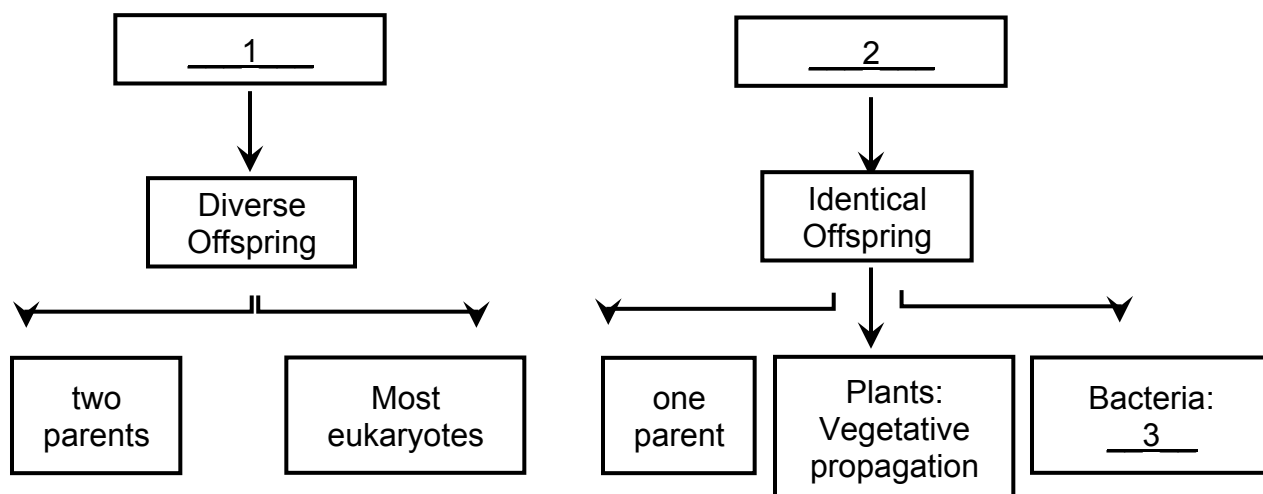 1
2
Diverse
Offspring
Identical
Offspring
two
parents
Most
eukaryotes
one
parent
Plants:
Vegetative
propagation
Bacteria:
3